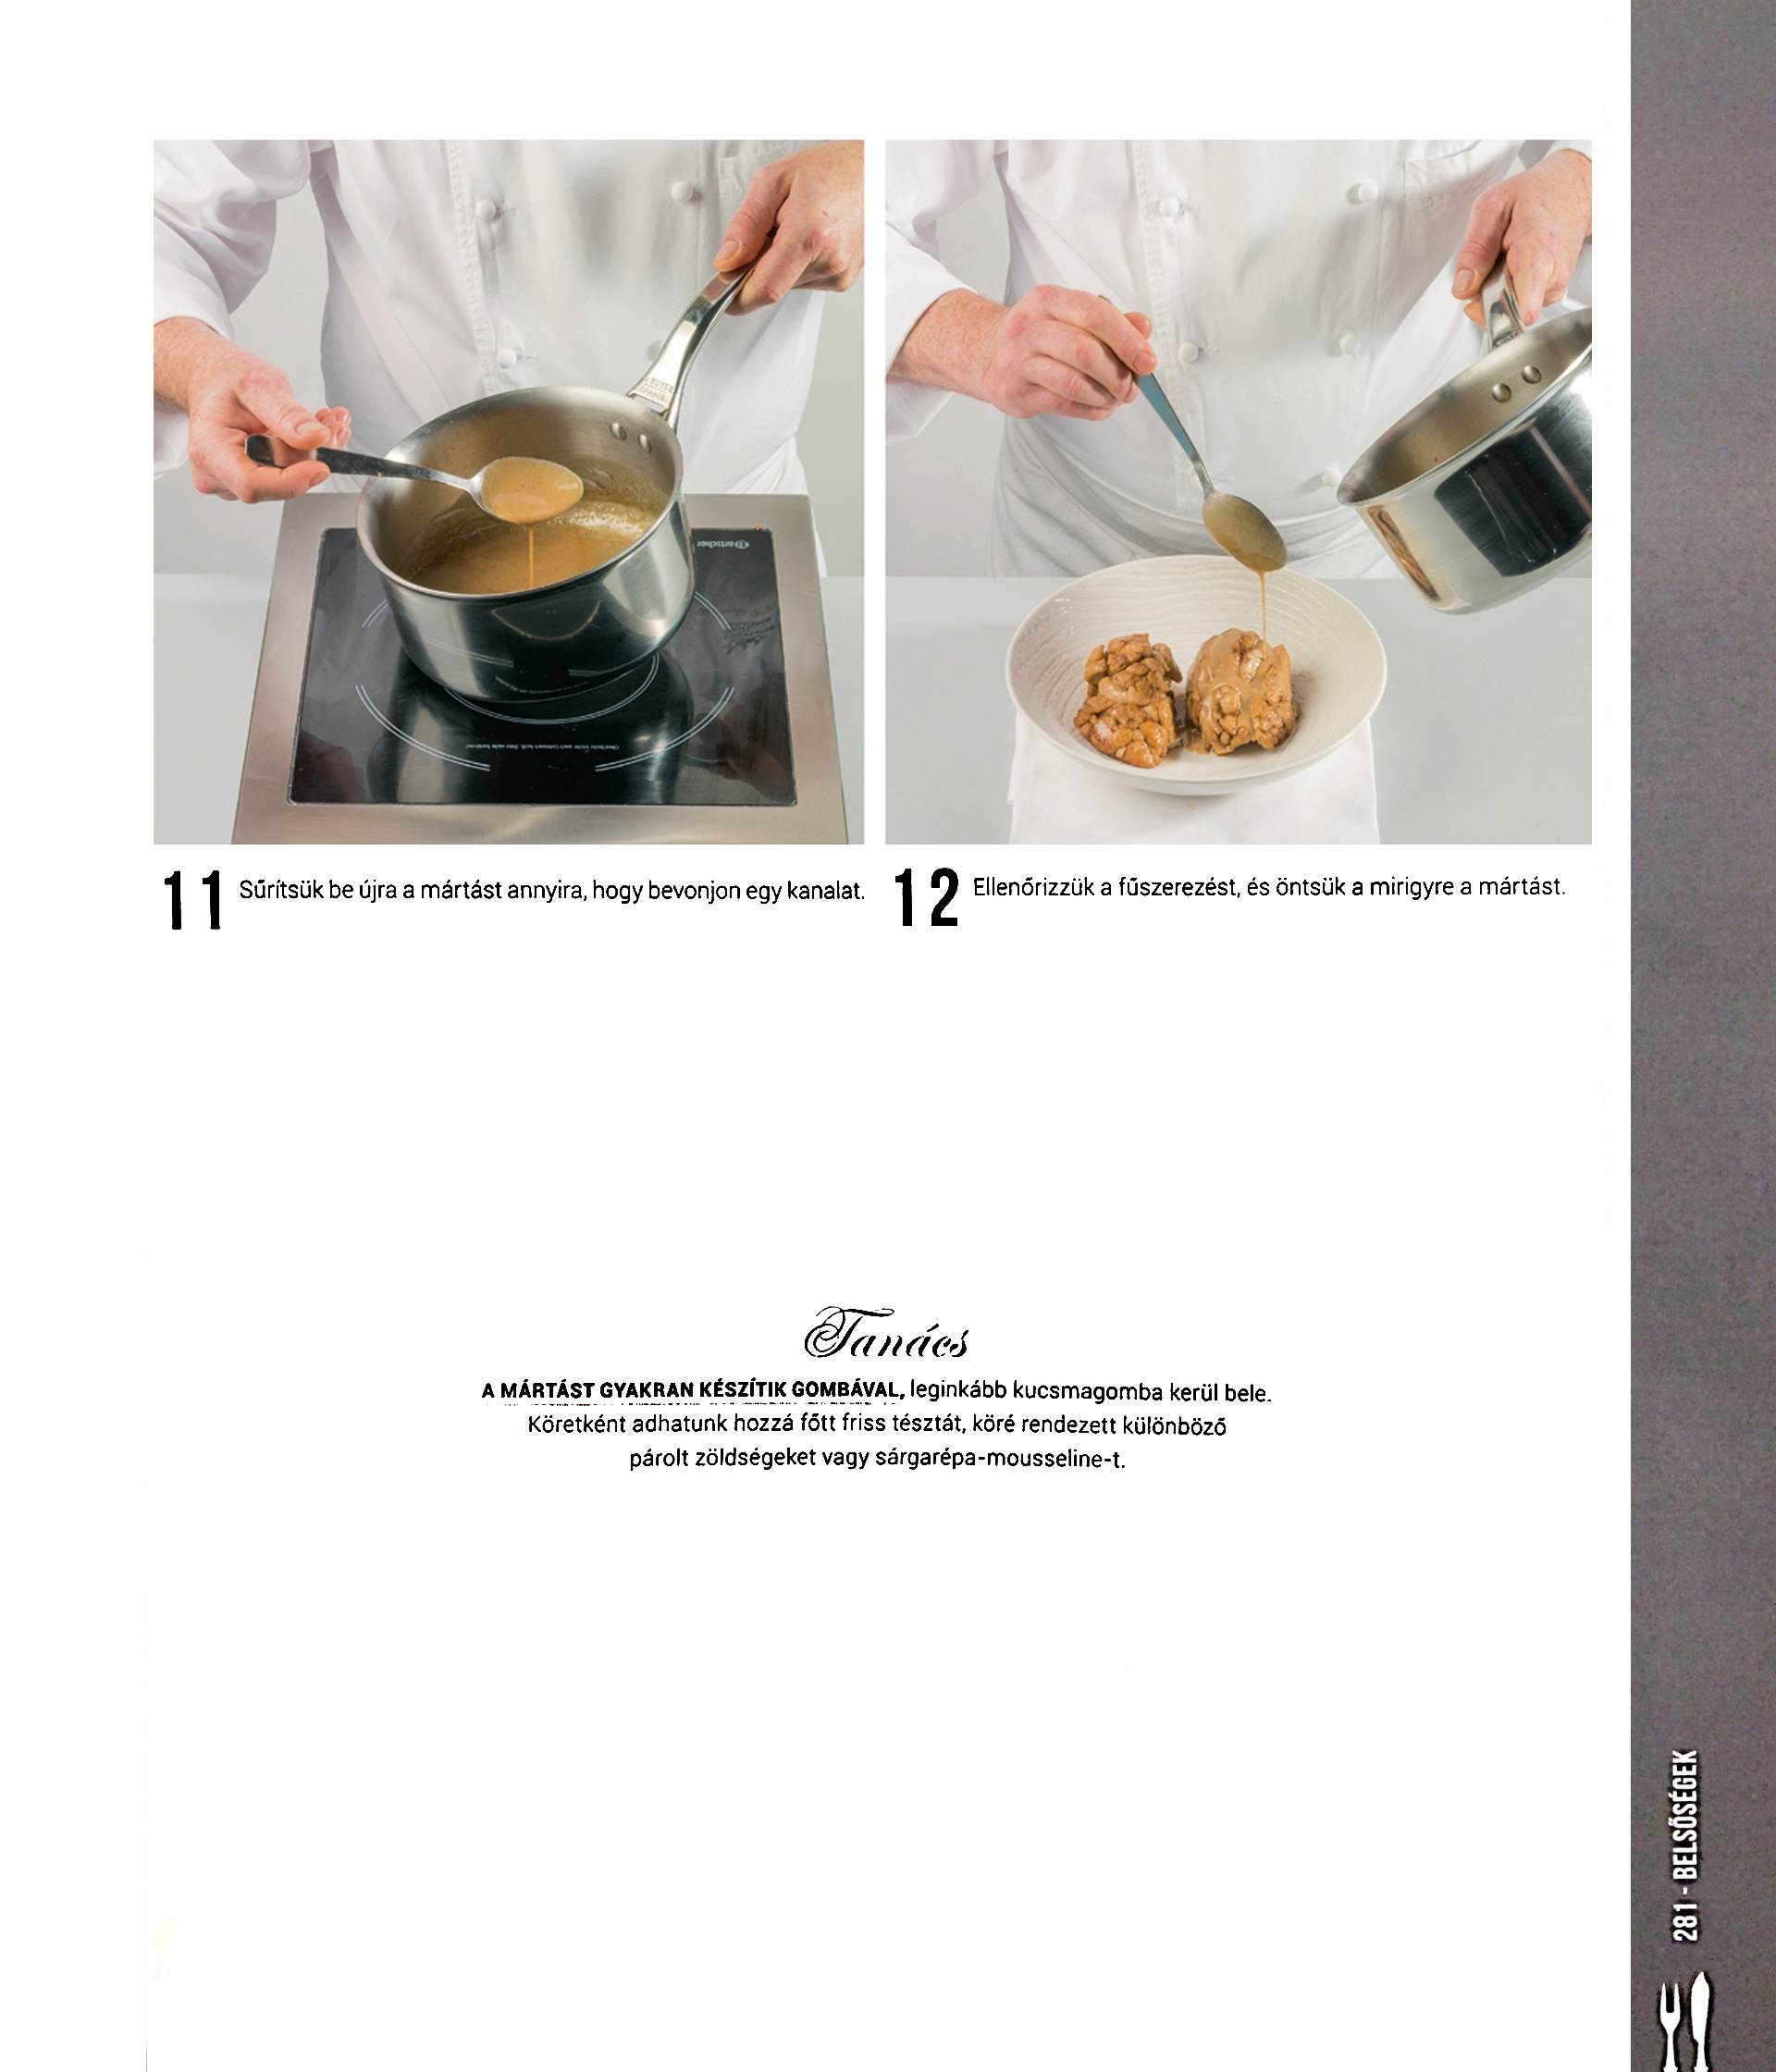 11 Sűrítsük be újra a mártást annyira, hogy bevonjon egy kanalat.
12 Ellenőrizzük a fűszerezést, és öntsük a mirigyre a mártást.
Tanács
A MÁRTÁST GYAKRAN KÉSZÍTIK GOMBÁVAL, leginkább kucsmagomba kerül bele.
Köretként adhatunk hozzá főtt friss tésztát, köré rendezett különböző
párolt zöldségeket vagy sárgarépa-mousseline-t.
281 - BELSŐSÉGEK
Bartscher